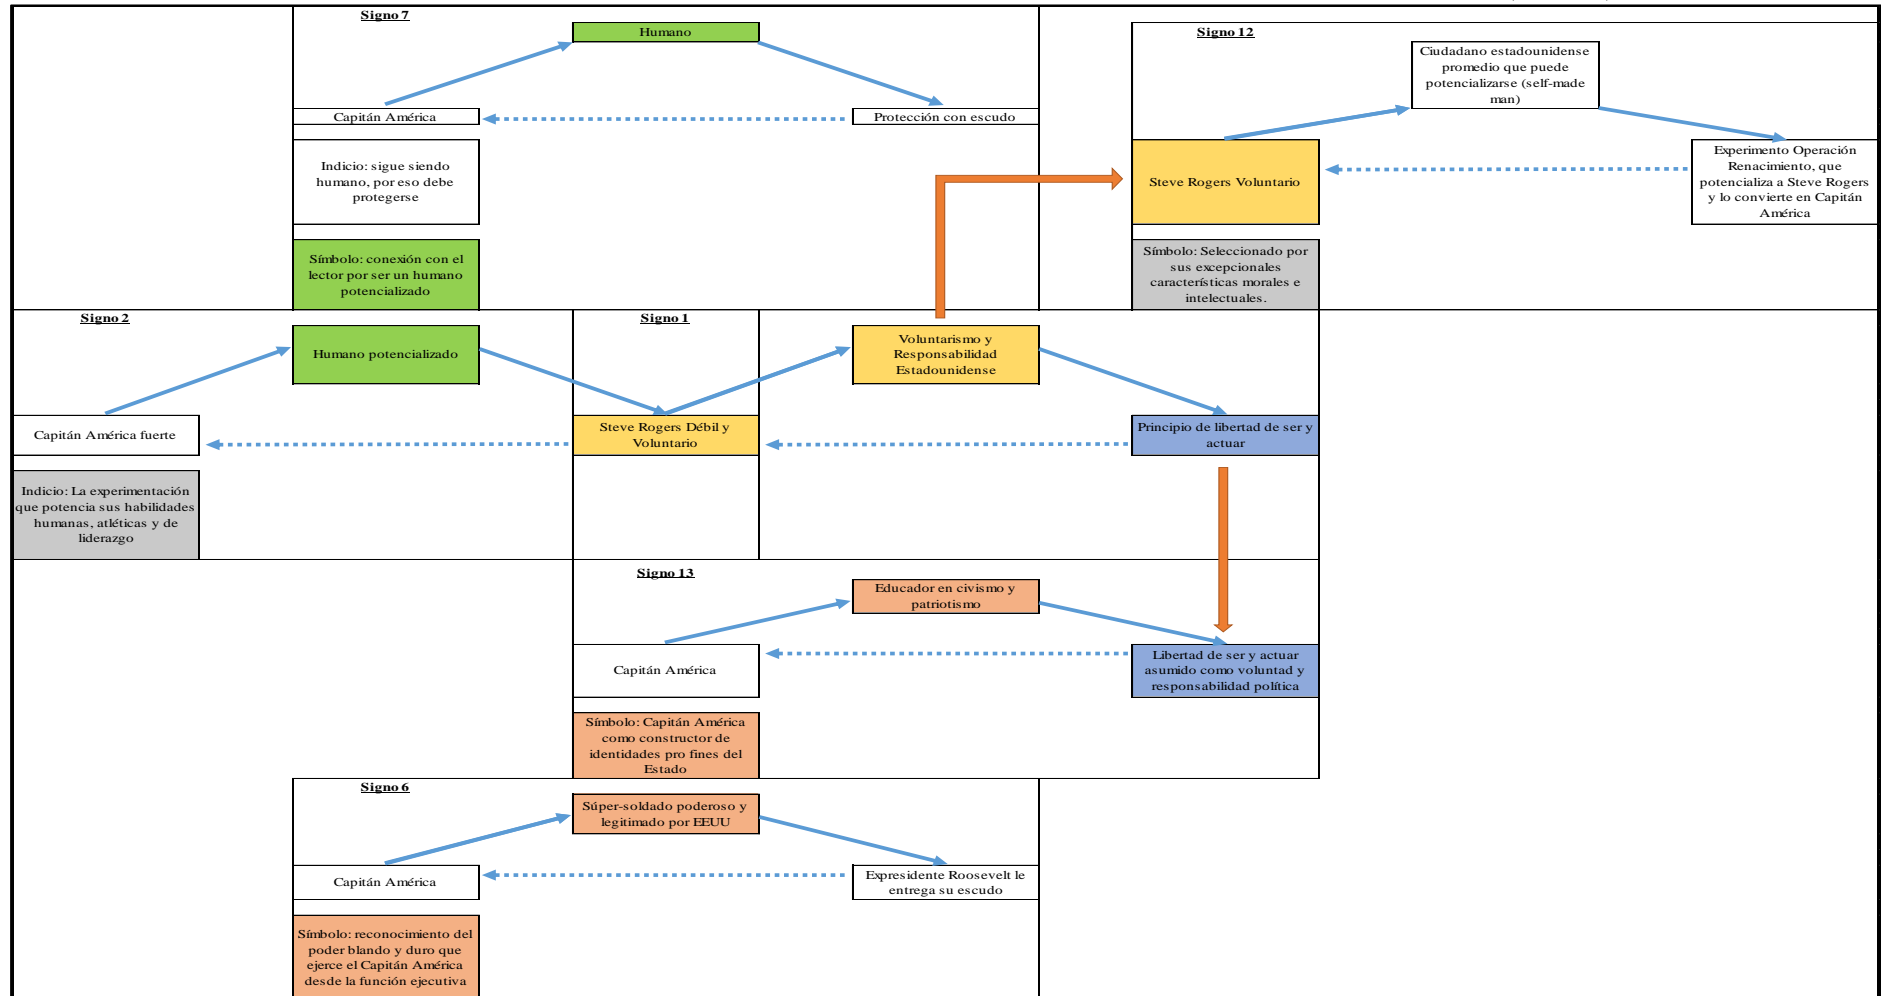 Signo 7
Humano
Capitán América
Protección con escudo
Indicio: sigue siendo
humano, por eso debe
protegerse
Símbolo: conexión con el
lector por ser un humano
potencializado
Signo 12
Ciudadano estadounidense
promedio que puede
potencializarse (self-made
man)
Steve Rogers Voluntario
Experimento Operación
Renacimiento, que
potencializa a Steve Rogers
y lo convierte en Capitán
América
Símbolo: Seleccionado por
sus excepcionales
características morales e
intelectuales.
Signo 2
Humano potencializado
Capitán América fuerte
Indicio: La experimentación
que potencia sus habilidades
humanas, atléticas y de
liderazgo
Signo 1
Voluntarismo y
Responsabilidad
Estadounidense
Steve Rogers Débil y
Voluntario
Principio de libertad de ser y
actuar
Signo 13
Educador en civismo y
patriotismo
Capitán América
Libertad de ser y actuar
asumido como voluntad y
responsabilidad política
Símbolo: Capitán América
como constructor de
identidades pro fines del
Estado
Signo 6
Súper-soldado poderoso y
legitimado por EEUU
Capitán América
Expresidente Roosevelt le
entrega su escudo
Símbolo: reconocimiento del
poder blando y duro que
ejerce el Capitán América
desde la función ejecutiva